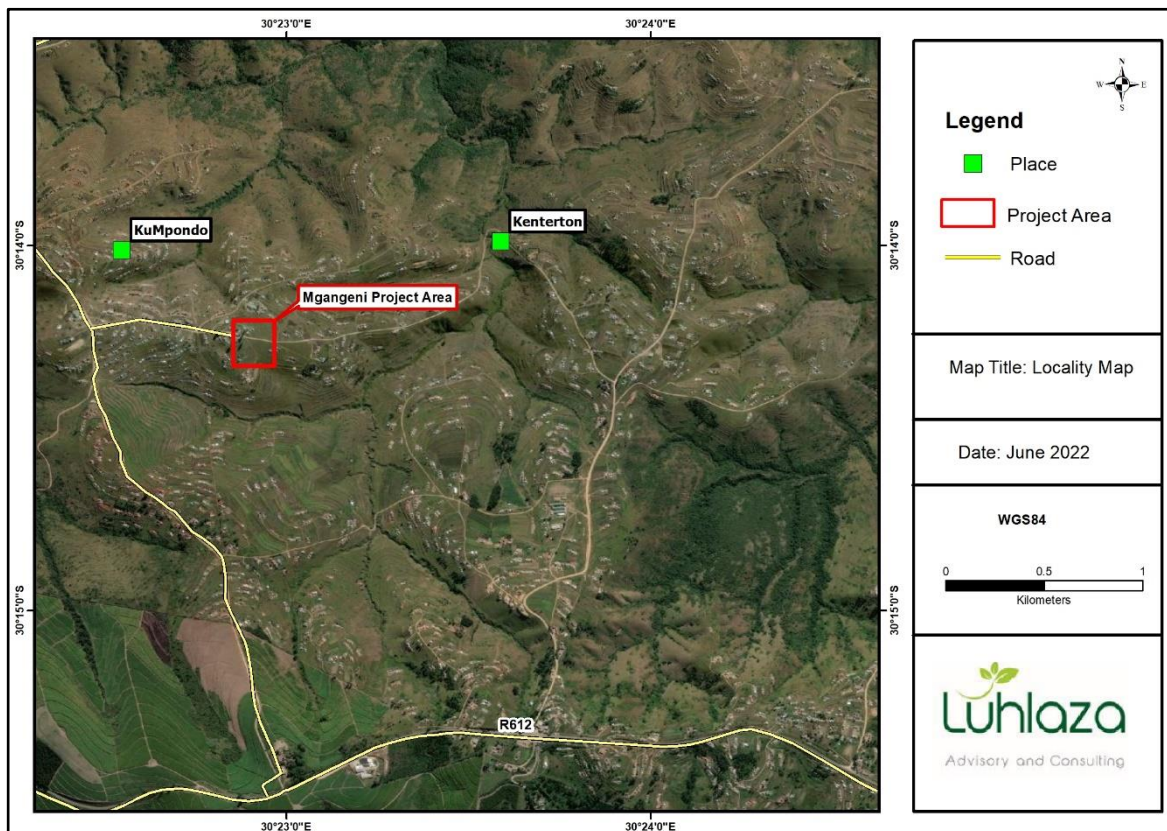 30°23'0"E
30°24'0"E
30°14'0"S
30°14'0"S
KuMpondo
Kenterton
Mgangeni Project Area
30°15'0"S
30°15'0"S
R612
30°23'0"E
30°24'0"E
N
W
E
S
Legend
Place
Project Area
Road
Map Title: Locality Map
Date: June 2022
WGS84
0 0.5 1
Kilometers
Luhlaza
Advisory and Consulting